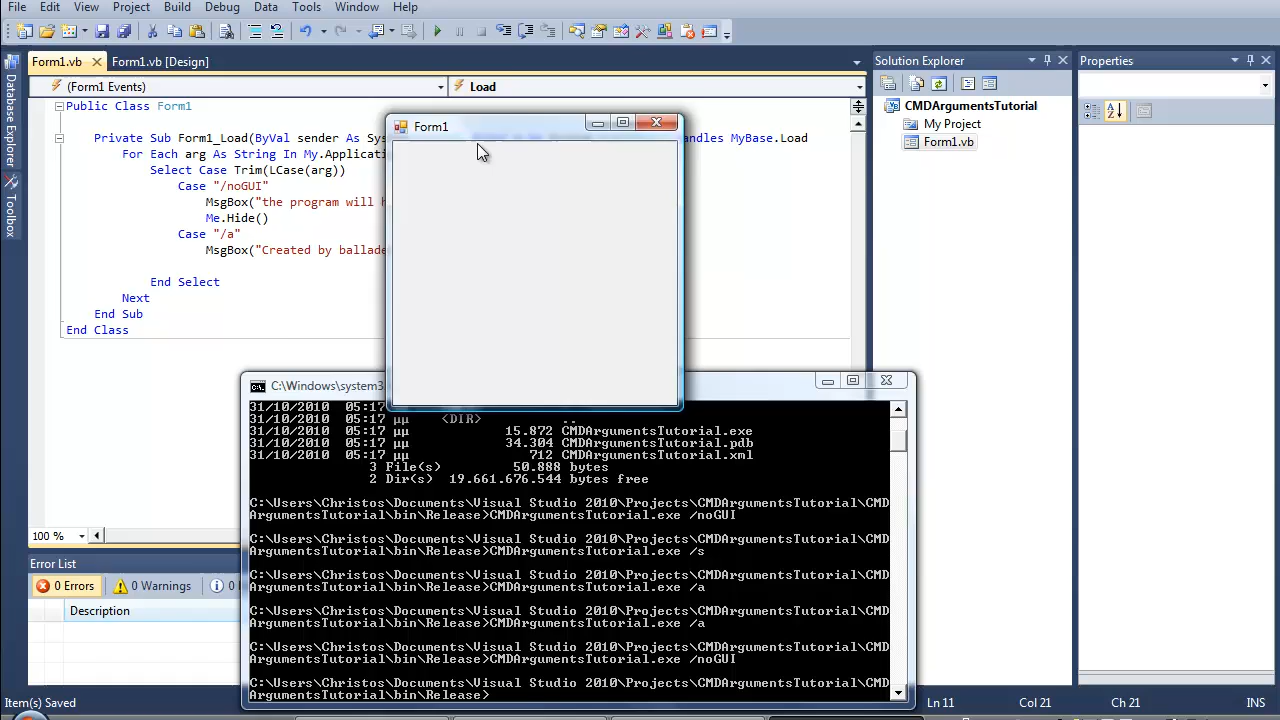 File Edit View Project Build Debug Data Tools Window Help
Form1.vb Form1.vb [Design]
(Form1 Events) Load
Database Explorer
Toolbox
Public Class Form1
Private Sub Form1_Load(ByVal sender As Sys
andles MyBase.Load
For Each arg As String In My.Applicati
Select Case Trim(LCase(arg))
Case "/noGUI"
MsgBox("the program will h
Me.Hide()
Case "/a"
MsgBox("Created by ballade
End Select
Next
End Sub
End Class
100 %
Form1
Solution Explorer
CMDArgumentsTutorial
My Project
Form1.vb
Properties
Error List
0 Errors 0 Warnings 0
Description
C:\Windows\system3
31/10/2010 05:17 μμ
31/10/2010 05:17 μμ <DIR> ..
31/10/2010 05:17 μμ 15.872 CMDArgumentsTutorial.exe
31/10/2010 05:17 μμ 34.304 CMDArgumentsTutorial.pdb
31/10/2010 05:17 μμ 712 CMDArgumentsTutorial.xml
3 File(s) 50.888 bytes
2 Dir(s) 19.661.676.544 bytes free
C:\Users\Christos\Documents\Visual Studio 2010\Projects\CMDArgumentsTutorial\CMD
ArgumentsTutorial\bin\Release>CMDArgumentsTutorial.exe /noGUI
C:\Users\Christos\Documents\Visual Studio 2010\Projects\CMDArgumentsTutorial\CMD
ArgumentsTutorial\bin\Release>CMDArgumentsTutorial.exe /s
C:\Users\Christos\Documents\Visual Studio 2010\Projects\CMDArgumentsTutorial\CMD
ArgumentsTutorial\bin\Release>CMDArgumentsTutorial.exe /a
C:\Users\Christos\Documents\Visual Studio 2010\Projects\CMDArgumentsTutorial\CMD
ArgumentsTutorial\bin\Release>CMDArgumentsTutorial.exe /a
C:\Users\Christos\Documents\Visual Studio 2010\Projects\CMDArgumentsTutorial\CMD
ArgumentsTutorial\bin\Release>CMDArgumentsTutorial.exe /noGUI
C:\Users\Christos\Documents\Visual Studio 2010\Projects\CMDArgumentsTutorial\CMD
ArgumentsTutorial\bin\Release>
Item(s) Saved Ln 11 Col 21 Ch 21 INS